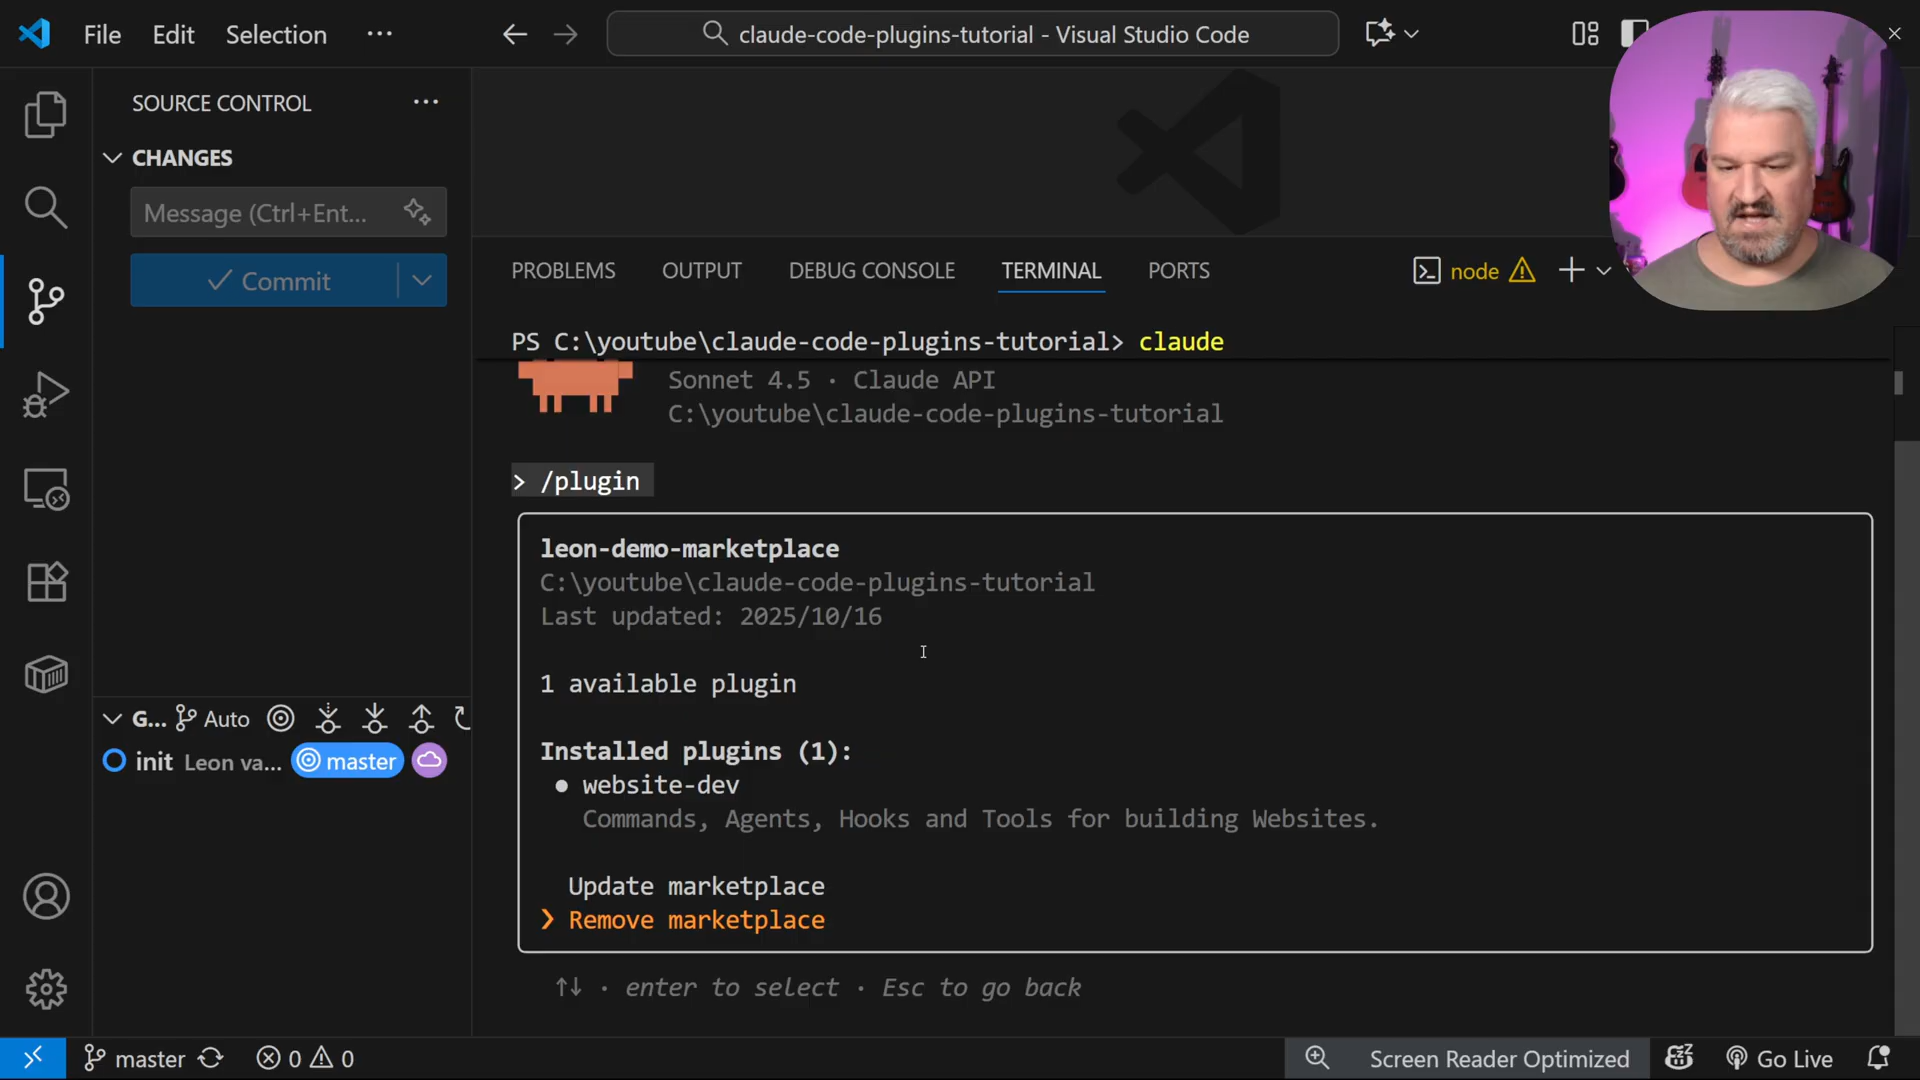 File Edit Selection ··· claude-code-plugins-tutorial - Visual Studio Code
SOURCE CONTROL ···
CHANGES
Message (Ctrl+Ent...
Commit
G... Auto
init Leon va... master
PROBLEMS OUTPUT DEBUG CONSOLE TERMINAL PORTS node
PS C:\youtube\claude-code-plugins-tutorial> claude
Sonnet 4.5 · Claude API
C:\youtube\claude-code-plugins-tutorial
> /plugin
leon-demo-marketplace
C:\youtube\claude-code-plugins-tutorial
Last updated: 2025/10/16
1 available plugin
Installed plugins (1):
● website-dev
Commands, Agents, Hooks and Tools for building Websites.
Update marketplace
❯ Remove marketplace
↑↓ · enter to select · Esc to go back
master 0 0 Screen Reader Optimized Go Live